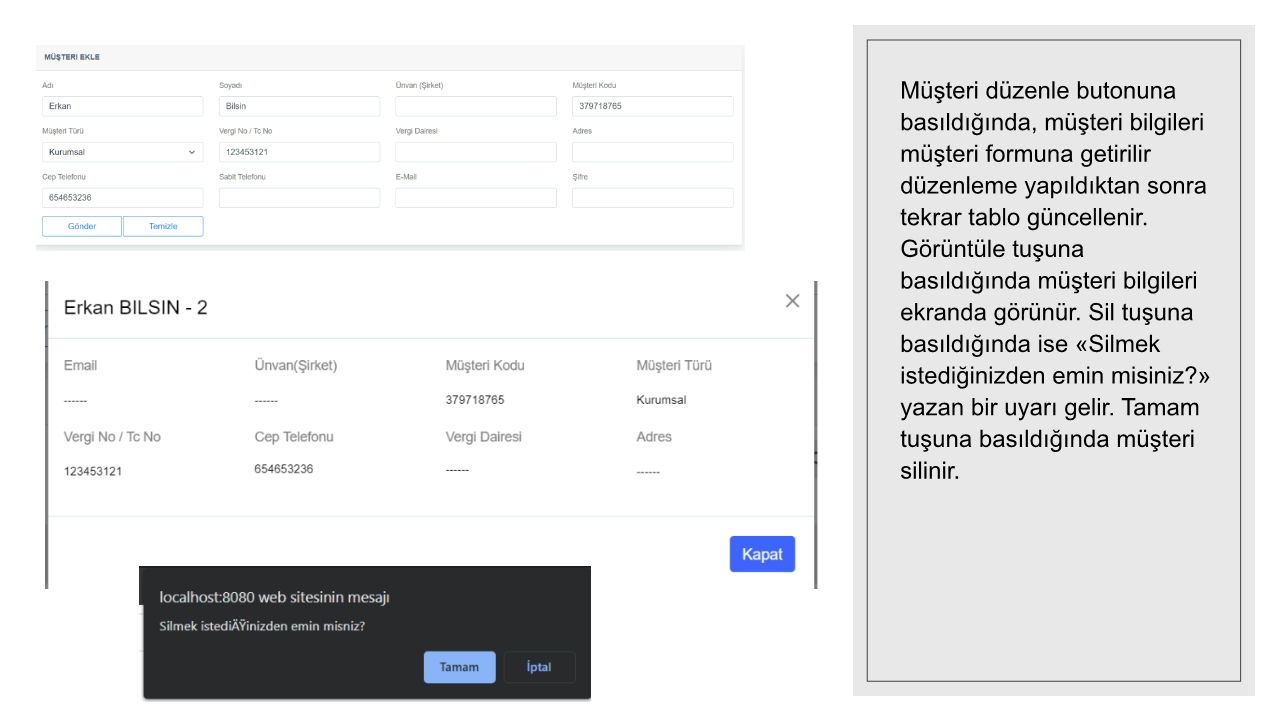 MÜŞTERI EKLE
Adı Soyadı Ünvan (Şirket) Müşteri Kodu
Erkan Bilsin 379718765
Müşteri Türü Vergi No / Tc No Vergi Dairesi Adres
Kurumsal 123453121
Cep Telefonu Sabit Telefonu E-Mail Şifre
654653236
Gönder Temizle
Erkan BILSIN - 2
Email Ünvan(Şirket) Müşteri Kodu Müşteri Türü
------ ------ 379718765 Kurumsal
Vergi No / Tc No Cep Telefonu Vergi Dairesi Adres
123453121 654653236 ------ ------
Kapat
localhost:8080 web sitesinin mesajı
Silmek istediÄŸinizden emin misniz?
Tamam İptal
Müşteri düzenle butonuna
basıldığında, müşteri bilgileri
müşteri formuna getirilir
düzenleme yapıldıktan sonra
tekrar tablo güncellenir.
Görüntüle tuşuna
basıldığında müşteri bilgileri
ekranda görünür. Sil tuşuna
basıldığında ise «Silmek
istediğinizden emin misiniz?»
yazan bir uyarı gelir. Tamam
tuşuna basıldığında müşteri
silinir.